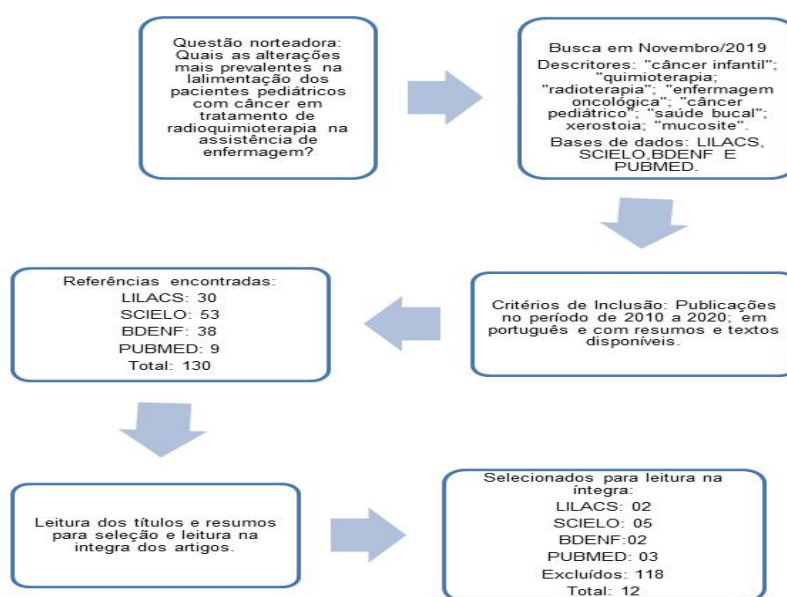 Questão norteadora:
Quais as alterações
mais prevalentes na
lalimentação dos
pacientes pediátricos
com câncer em
tratamento de
radioquimioterapia na
assistência de
enfermagem?
Busca em Novembro/2019
Descritores: "câncer infantil";
"quimioterapia;
"radioterapia"; "enfermagem
oncológica"; "câncer
pediátrico"; "saúde bucal";
xerostoia; "mucosite".
Bases de dados: LILACS,
SCIELO,BDENF E
PUBMED.
Critérios de Inclusão: Publicações
no período de 2010 a 2020; em
português e com resumos e textos
disponíveis.
Referências encontradas:
LILACS: 30
SCIELO: 53
BDENF: 38
PUBMED: 9
Total: 130
Leitura dos títulos e resumos
para seleção e leitura na
integra dos artigos.
Selecionados para leitura na
íntegra:
LILACS: 02
SCIELO: 05
BDENF:02
PUBMED: 03
Excluídos: 118
Total: 12